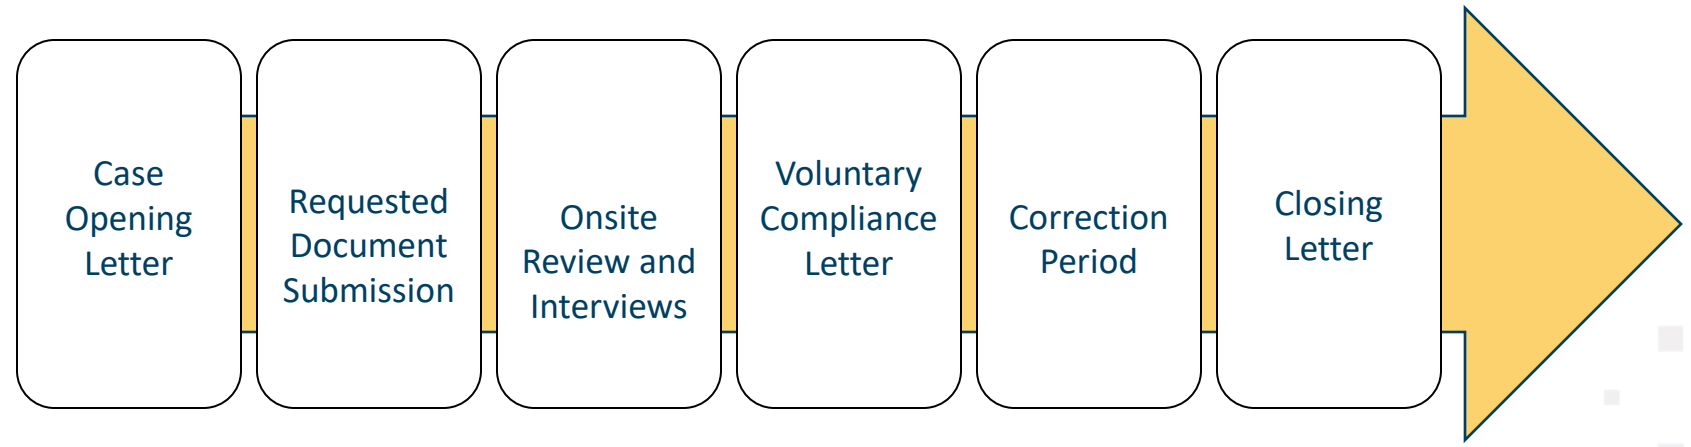 Case
Opening
Letter
Requested
Document
Submission
Onsite
Review and
Interviews
Voluntary
Compliance
Letter
Correction
Period
Closing
Letter